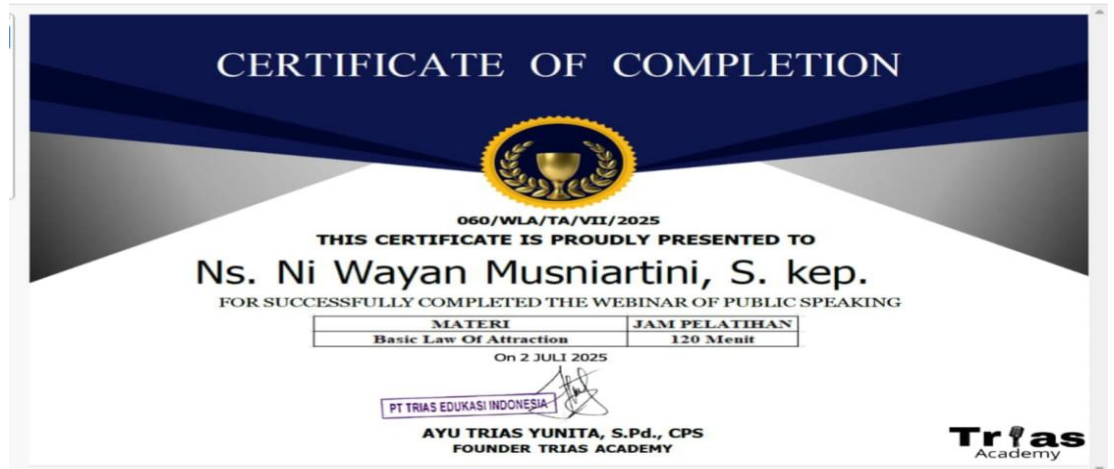 CERTIFICATE OF COMPLETION
060/WLA/TA/VII/2025
THIS CERTIFICATE IS PROUDLY PRESENTED TO
Ns. Ni Wayan Musniartini, S. kep.
FOR SUCCESSFULLY COMPLETED THE WEBINAR OF PUBLIC SPEAKING
MATERI JAM PELATIHAN
Basic Law Of Attraction 120 Menit
On 2 JULI 2025
PT TRIAS EDUKASI INDONESIA
AYU TRIAS YUNITA, S.Pd., CPS
FOUNDER TRIAS ACADEMY
Trias
Academy